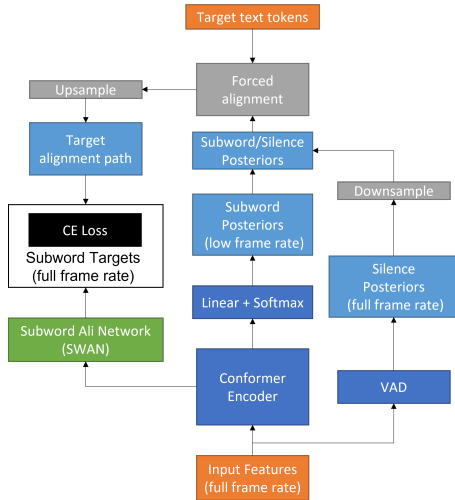 Target text tokens
Upsample
Forced
alignment
Target
alignment path
Subword/Silence
Posteriors
Downsample
CE Loss
Subword Targets
(full frame rate)
Subword
Posteriors
(low frame rate)
Silence
Posteriors
(full frame rate)
Linear + Softmax
Subword Ali Network
(SWAN)
Conformer
Encoder
VAD
Input Features
(full frame rate)